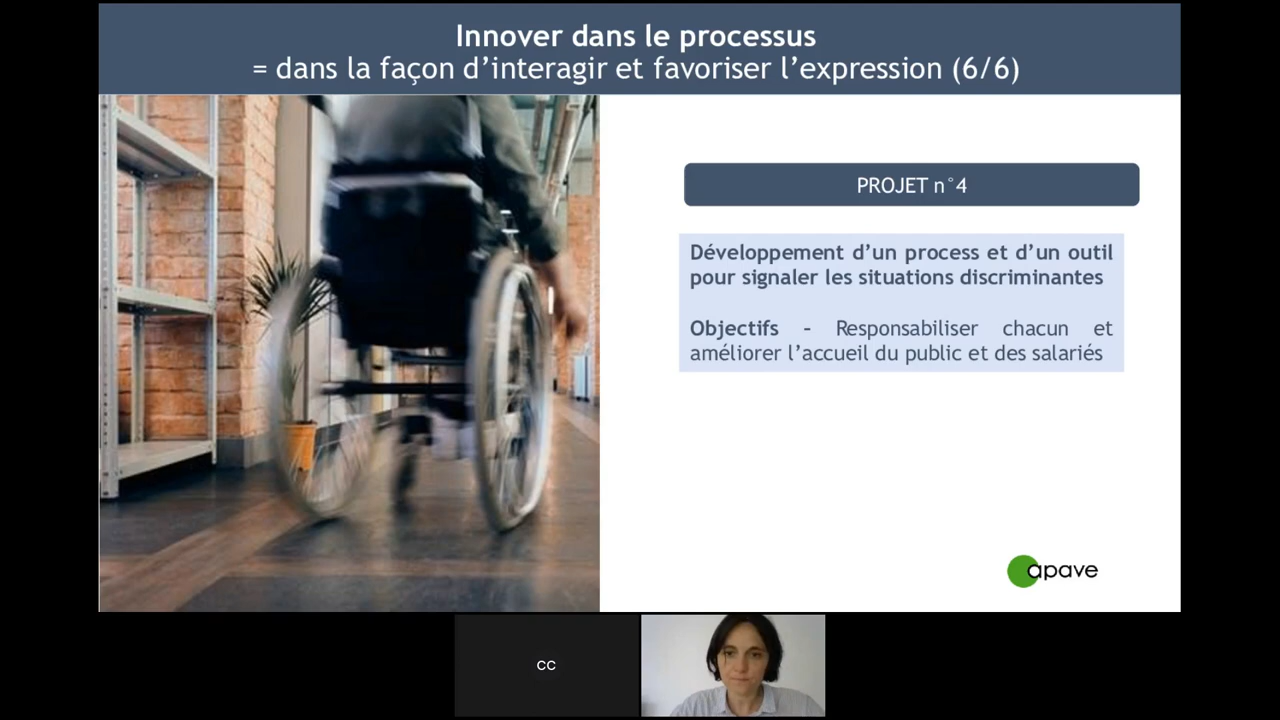 Innover dans le processus
= dans la façon d’interagir et favoriser l’expression (6/6)
PROJET n°4
Développement d’un process et d’un outil
pour signaler les situations discriminantes
Objectifs - Responsabiliser chacun et
améliorer l’accueil du public et des salariés
apave
CC